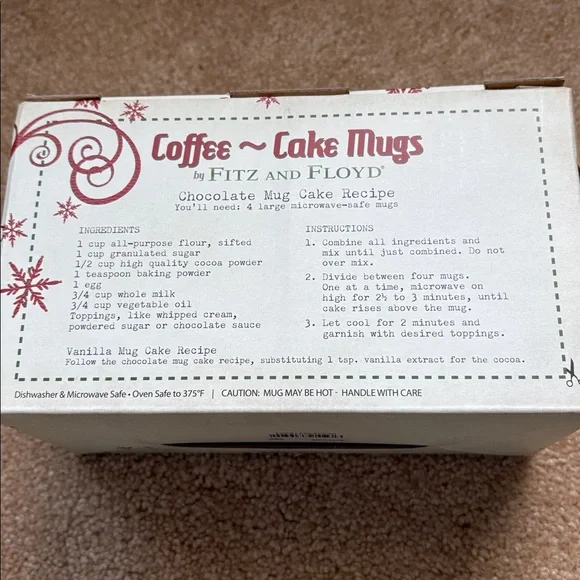 Coffee ~ Cake Mugs
by FITZ AND FLOYD®
Chocolate Mug Cake Recipe
You'll need: 4 large microwave-safe mugs
INGREDIENTS
1 cup all-purpose flour, sifted
1 cup granulated sugar
1/2 cup high quality cocoa powder
1 teaspoon baking powder
1 egg
3/4 cup whole milk
3/4 cup vegetable oil
Toppings, like whipped cream,
powdered sugar or chocolate sauce
INSTRUCTIONS
1. Combine all ingredients and
mix until just combined. Do not
over mix.
2. Divide between four mugs.
One at a time, microwave on
high for 2½ to 3 minutes, until
cake rises above the mug.
3. Let cool for 2 minutes and
garnish with desired toppings.
Vanilla Mug Cake Recipe
Follow the chocolate mug cake recipe, substituting 1 tsp. vanilla extract for the cocoa.
Dishwasher & Microwave Safe • Oven Safe to 375°F | CAUTION: MUG MAY BE HOT - HANDLE WITH CARE